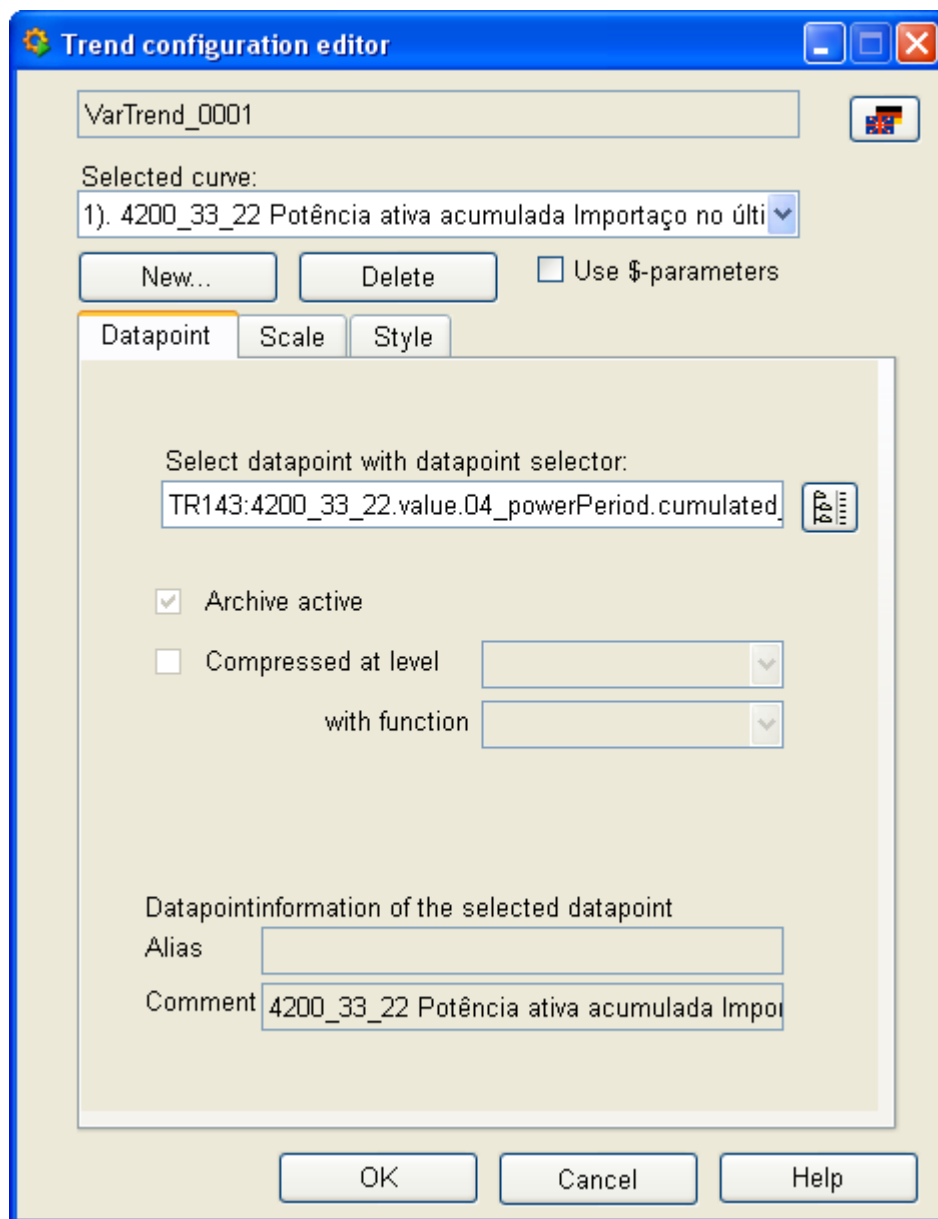 Trend configuration editor
VarTrend_0001
Selected curve:
1). 4200_33_22 Potência ativa acumulada Importaço no últi
New...
Delete
Use $-parameters
Datapoint
Scale
Style
Select datapoint with datapoint selector:
TR143:4200_33_22.value.04_powerPeriod.cumulated_
Archive active
Compressed at level
with function
Datapointinformation of the selected datapoint
Alias
Comment
4200_33_22 Potência ativa acumulada Impor
OK
Cancel
Help